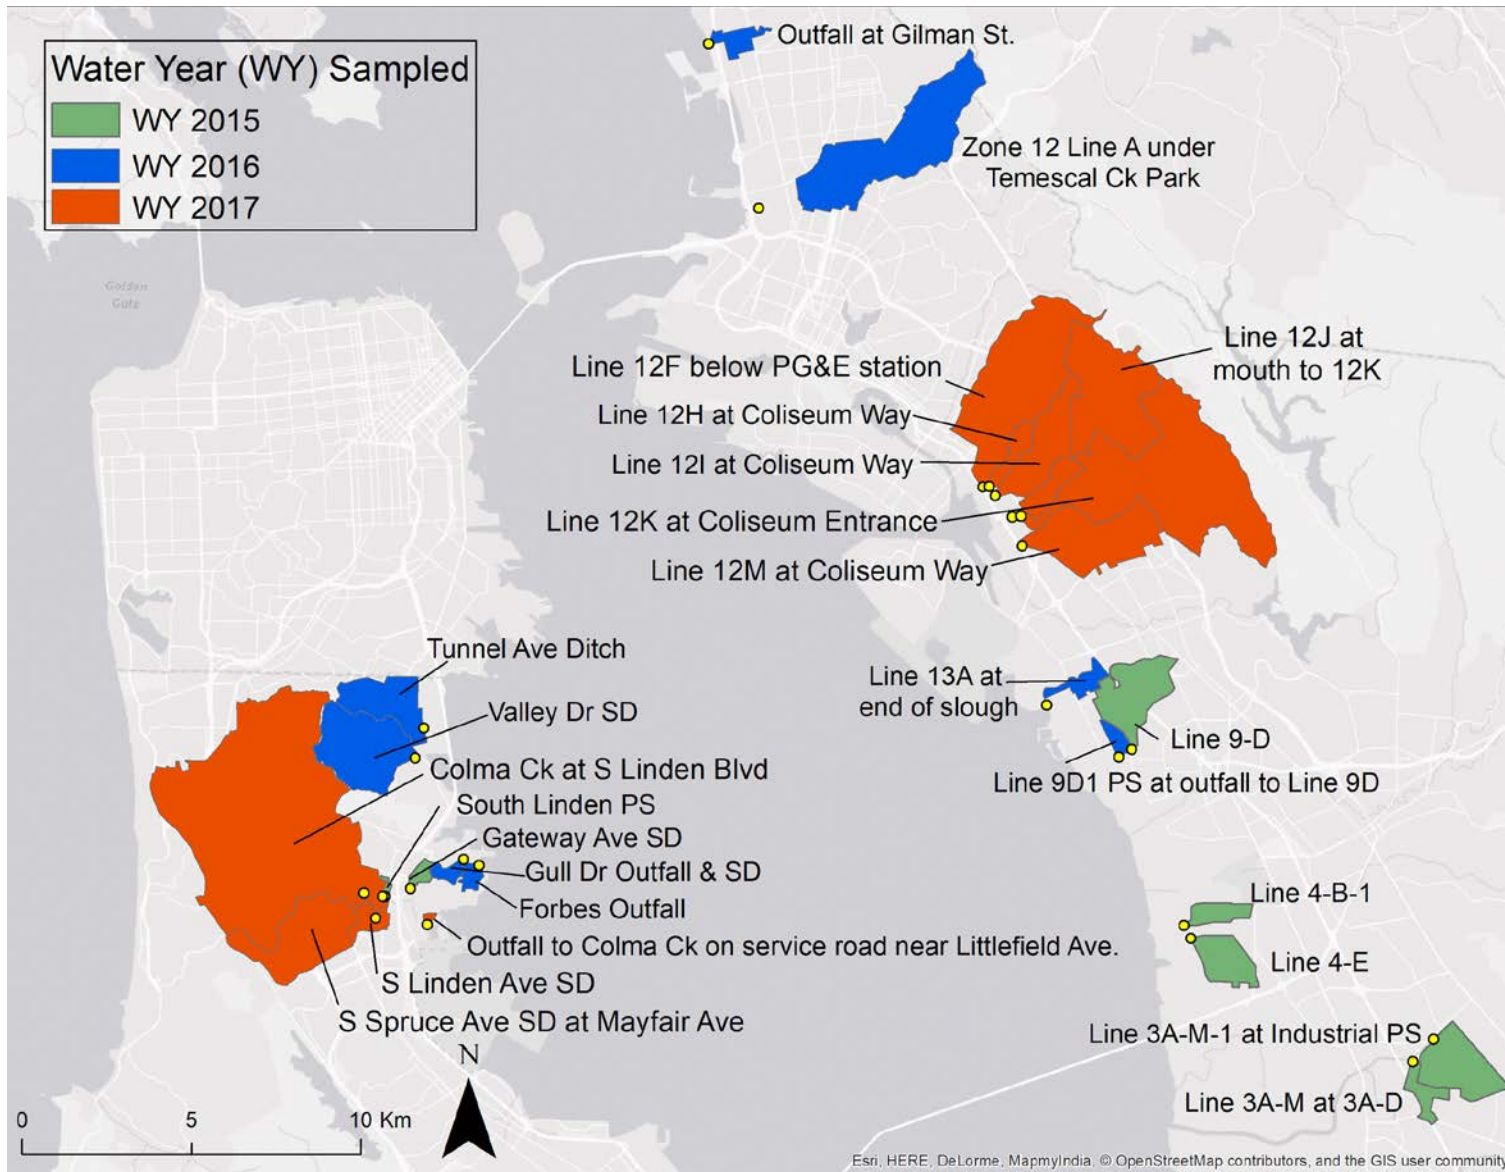 Water Year (WY) Sampled
WY 2015
WY 2016
WY 2017
Outfall at Gilman St.
Zone 12 Line A under
Temescal Ck Park
Golden
Gate
Line 12J at
mouth to 12K
Line 12F below PG&E station
Line 12H at Coliseum Way
Line 12I at Coliseum Way
Line 12K at Coliseum Entrance
Line 12M at Coliseum Way
Tunnel Ave Ditch
Valley Dr SD
Colma Ck at S Linden Blvd
South Linden PS
Gateway Ave SD
Gull Dr Outfall & SD
Forbes Outfall
Outfall to Colma Ck on service road near Littlefield Ave.
S Linden Ave SD
S Spruce Ave SD at Mayfair Ave
Line 13A at
end of slough
Line 9-D
Line 9D1 PS at outfall to Line 9D
Line 4-B-1
Line 4-E
Line 3A-M-1 at Industrial PS
Line 3A-M at 3A-D
N
0 5 10 Km
Esri, HERE, DeLorme, MapmyIndia, © OpenStreetMap contributors, and the GIS user community